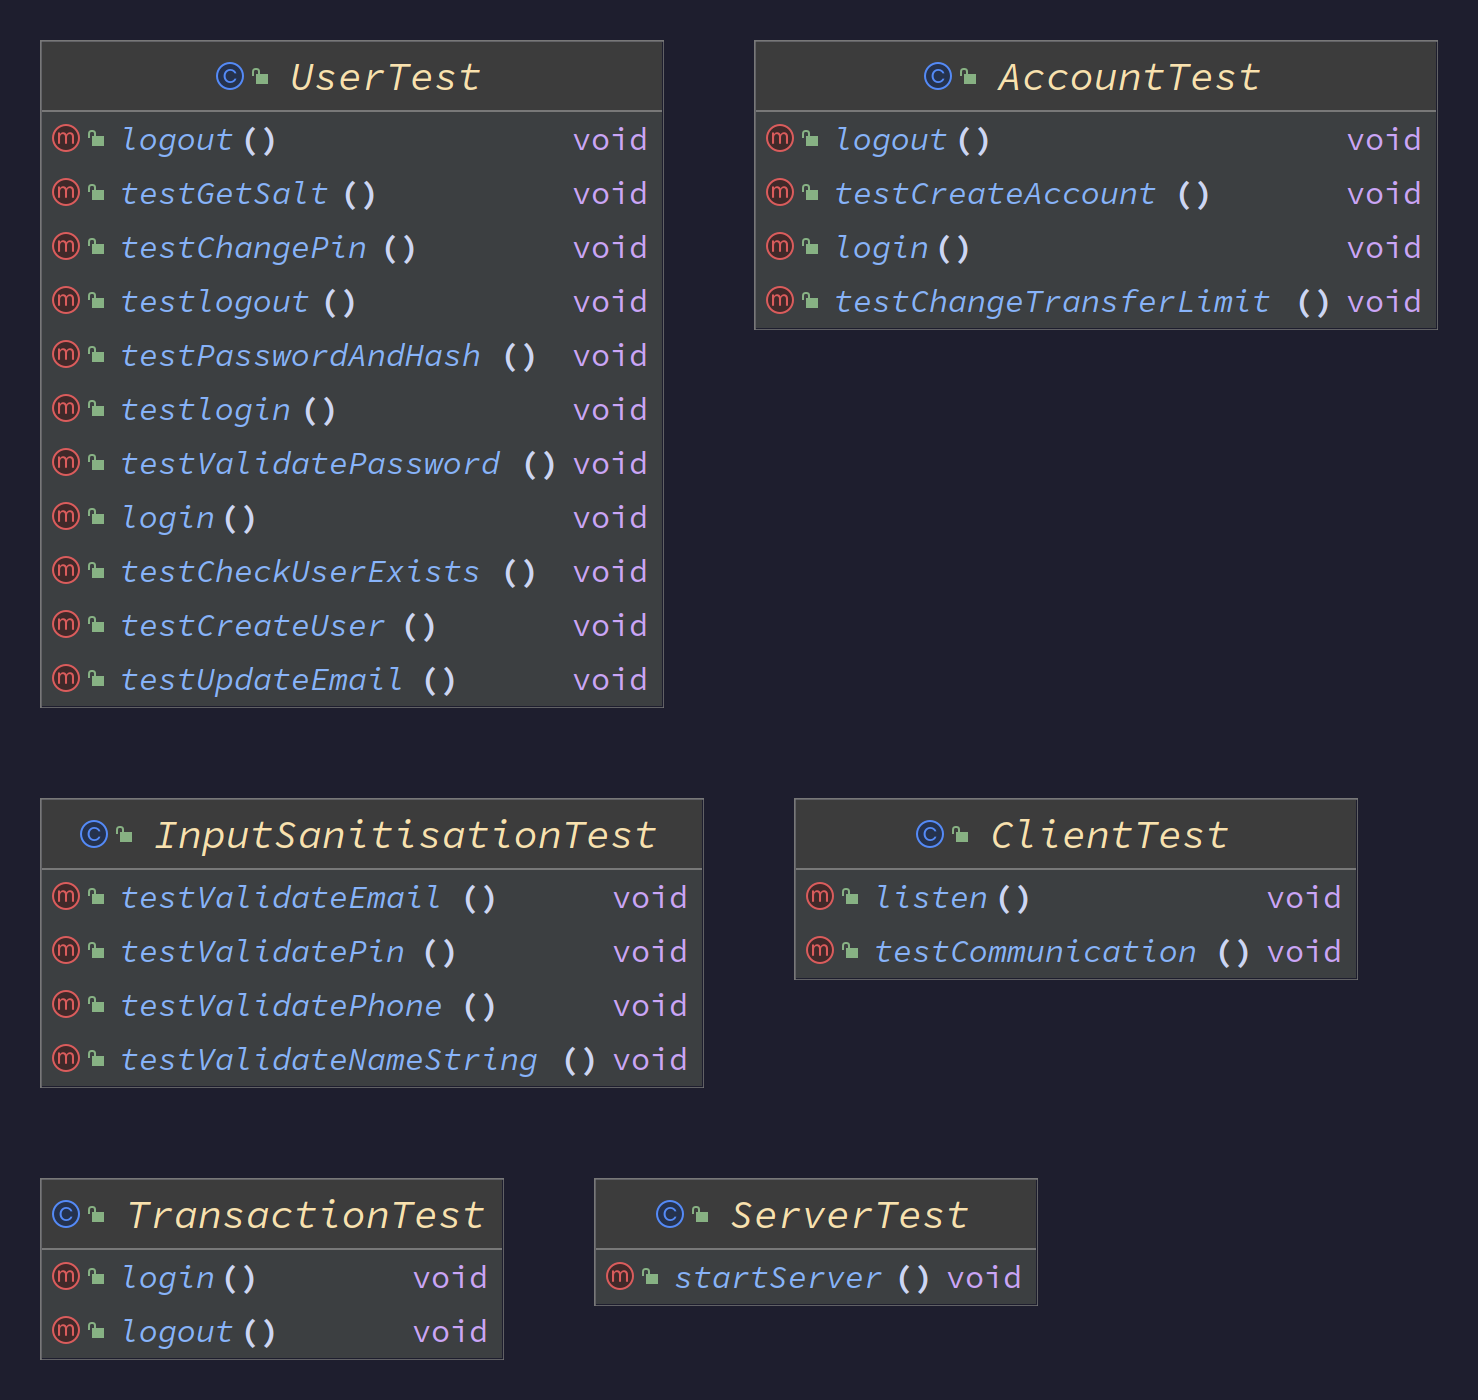 UserTest
logout() void
testGetSalt() void
testChangePin() void
testlogout() void
testPasswordAndHash() void
testlogin() void
testValidatePassword() void
login() void
testCheckUserExists() void
testCreateUser() void
testUpdateEmail() void
AccountTest
logout() void
testCreateAccount() void
login() void
testChangeTransferLimit() void
InputSanitisationTest
testValidateEmail() void
testValidatePin() void
testValidatePhone() void
testValidateNameString() void
ClientTest
listen() void
testCommunication() void
TransactionTest
login() void
logout() void
ServerTest
startServer() void